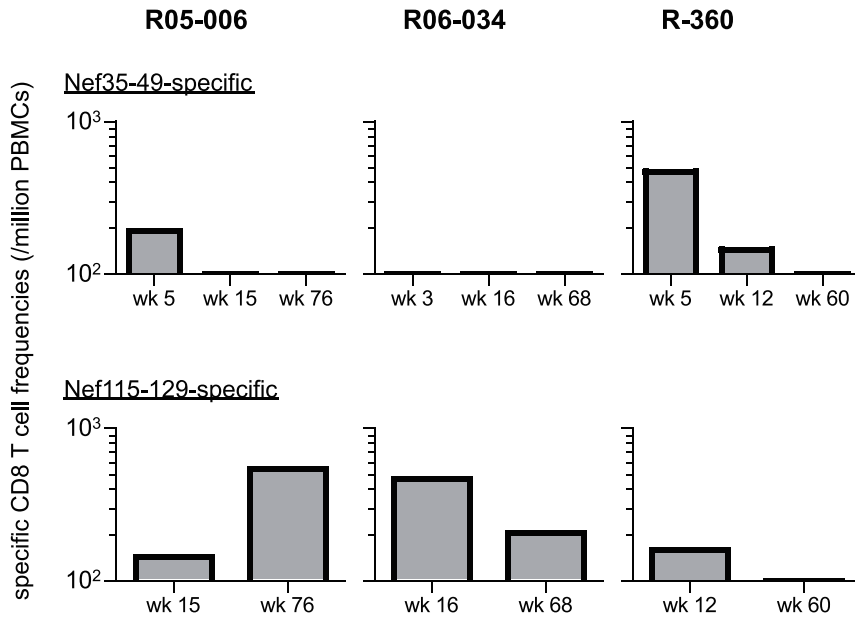 R05-006 R06-034 R-360
specific CD8 T cell frequencies (/million PBMCs)
Nef35-49-specific
10³
10²
wk 5 wk 15 wk 76 wk 3 wk 16 wk 68 wk 5 wk 12 wk 60
Nef115-129-specific
10³
10²
wk 15 wk 76 wk 16 wk 68 wk 12 wk 60